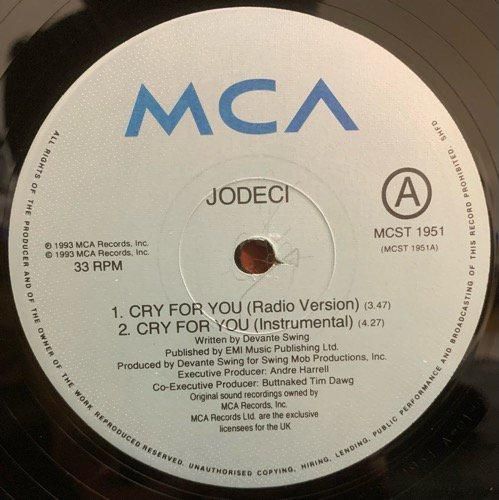 MCA
JODECI
A
MCST 1951
(MCST 1951A)
℗ 1993 MCA Records, Inc.
© 1993 MCA Records, Inc.
33 RPM
1. CRY FOR YOU (Radio Version) (3.47)
2. CRY FOR YOU (Instrumental) (4.27)
Written by Devante Swing
Published by EMI Music Publishing Ltd.
Produced by Devante Swing for Swing Mob Productions, Inc.
Executive Producer: Andre Harrell
Co-Executive Producer: Buttnaked Tim Dawg
Original sound recordings owned by
MCA Records, Inc.
MCA Records Ltd. are the exclusive
licensees for the UK
ALL RIGHTS OF THE PRODUCER AND OF THE OWNER OF THE WORK REPRODUCED RESERVED. UNAUTHORISED COPYING, HIRING, LENDING, PUBLIC PERFORMANCE AND BROADCASTING OF THIS RECORD PROHIBITED. SHFD